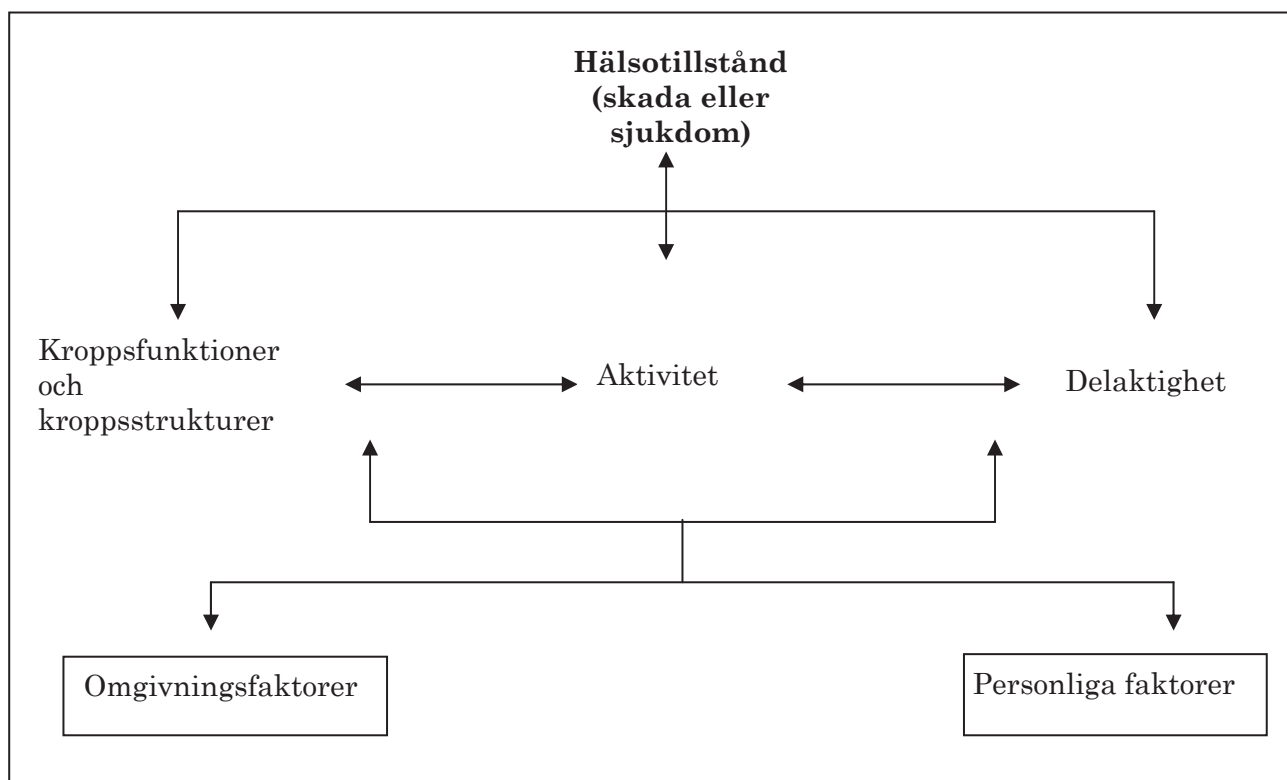 Hälsotillstånd
(skada eller
sjukdom)
Kroppsfunktioner
och
kroppsstrukturer
Aktivitet
Delaktighet
Omgivningsfaktorer
Personliga faktorer